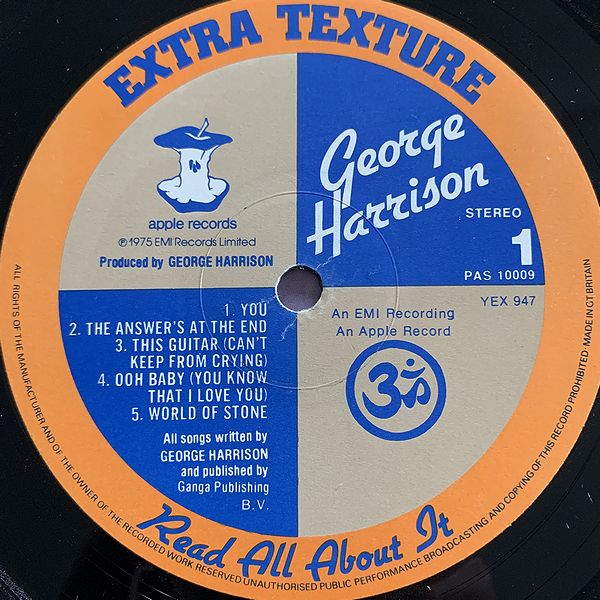 EXTRA TEXTURE
apple records
℗ 1975 EMI Records Limited
Produced by GEORGE HARRISON
George
Harrison
STEREO
1
PAS 10009
1. YOU
2. THE ANSWER'S AT THE END
3. THIS GUITAR (CAN'T
KEEP FROM CRYING)
4. OOH BABY (YOU KNOW
THAT I LOVE YOU)
5. WORLD OF STONE
All songs written by
GEORGE HARRISON
and published by
Ganga Publishing
B.V.
YEX 947
An EMI Recording
An Apple Record
ॐ
Read All About It
ALL RIGHTS OF THE MANUFACTURER AND OF THE OWNER OF THE RECORDED WORK RESERVED UNAUTHORISED PUBLIC PERFORMANCE BROADCASTING AND COPYING OF THIS RECORD PROHIBITED · MADE IN GT BRITAIN